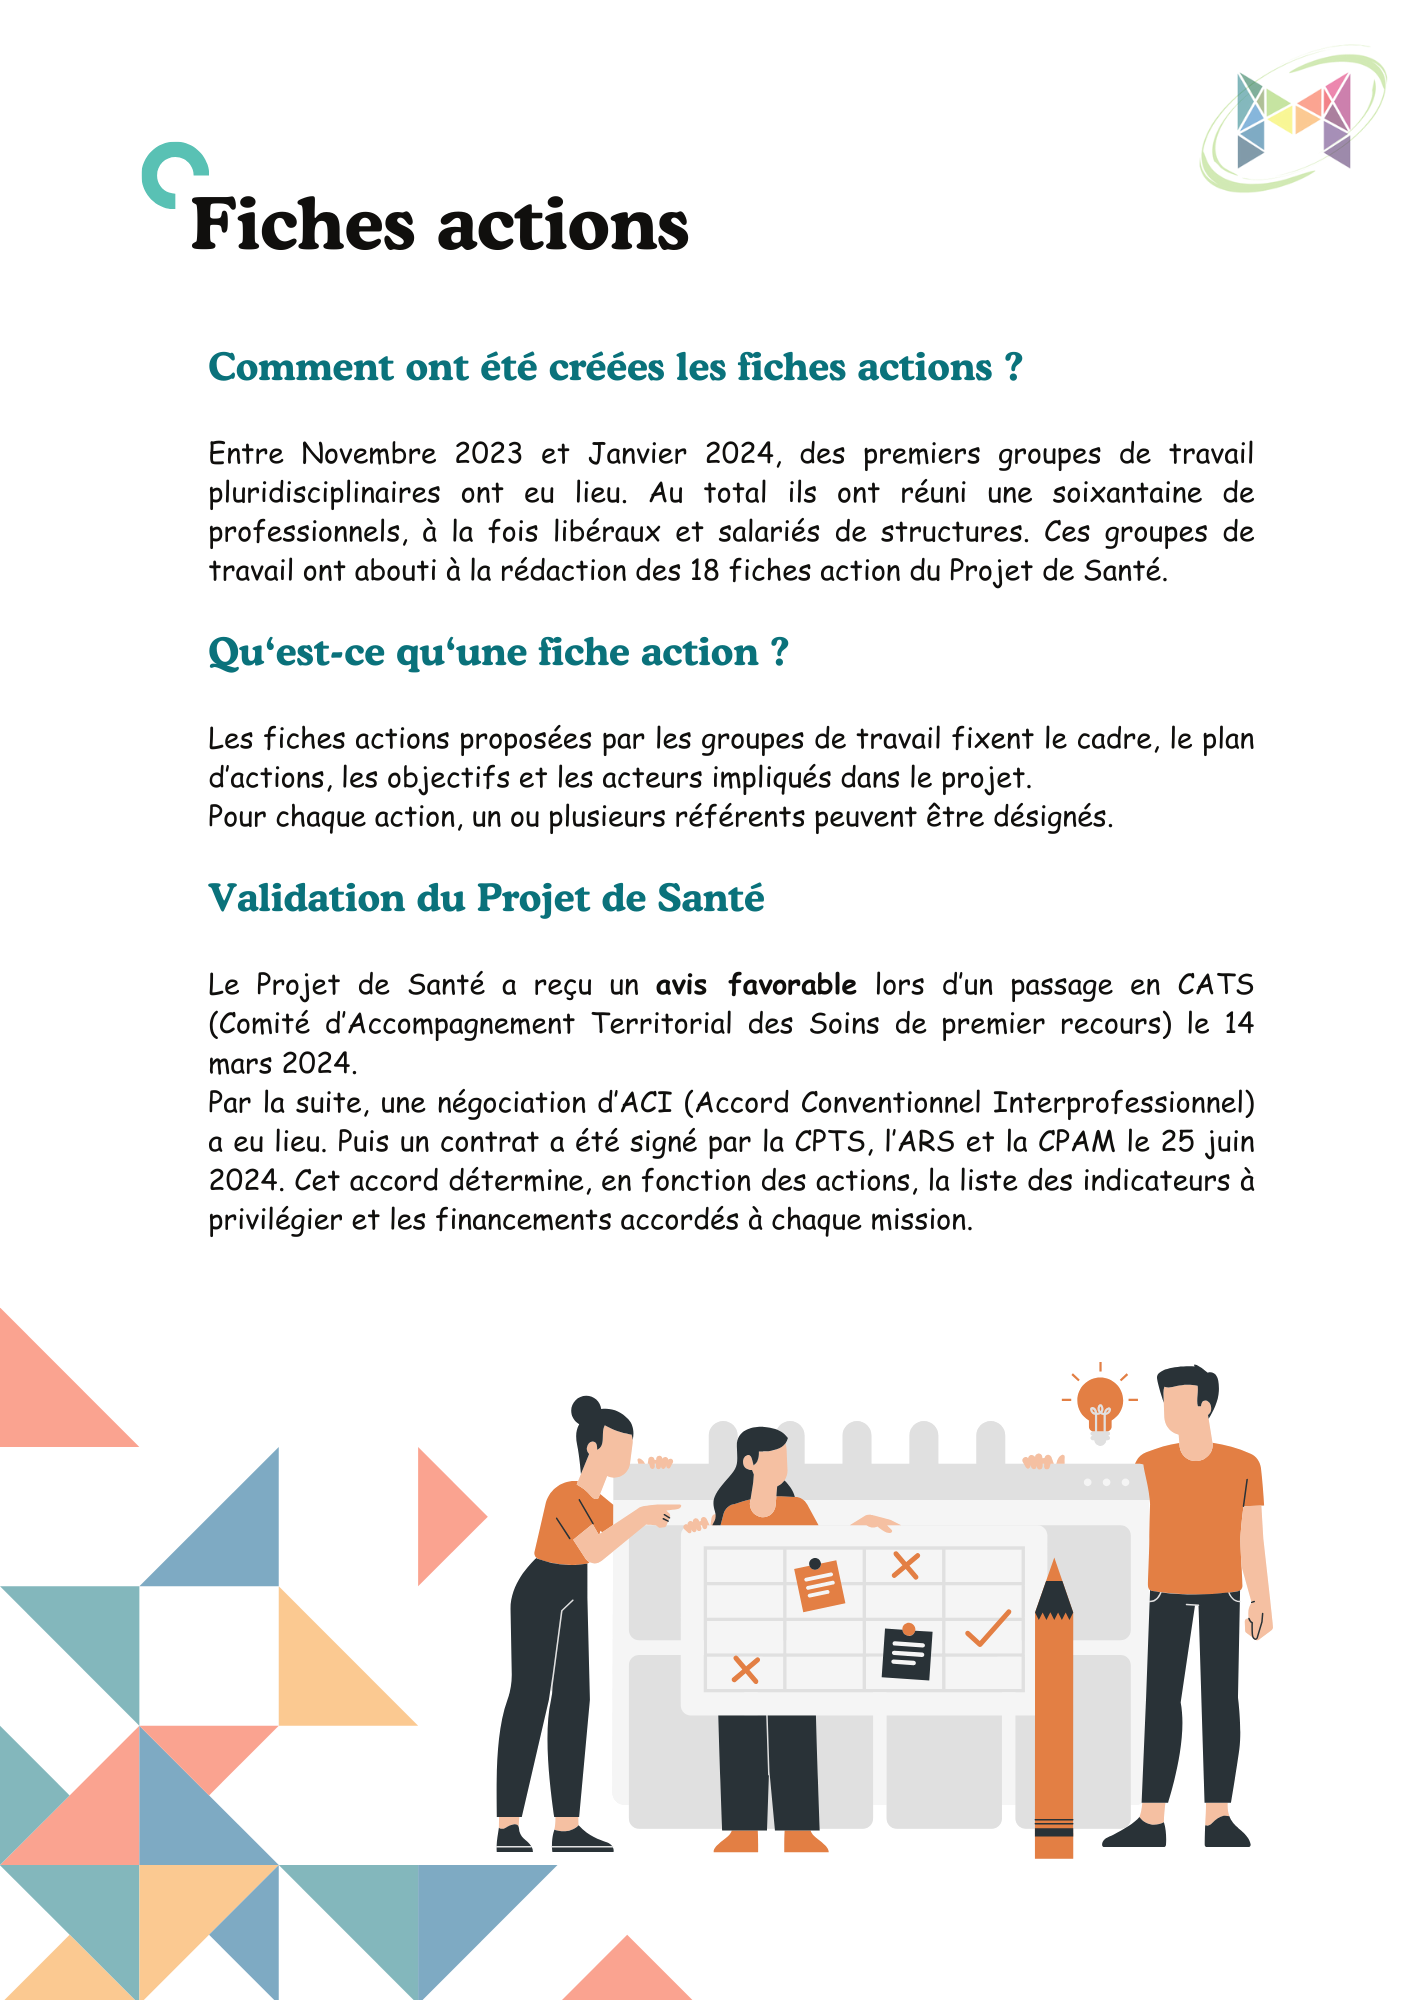 Fiches actions
Comment ont été créées les fiches actions ?
Entre Novembre 2023 et Janvier 2024, des premiers groupes de travail
pluridisciplinaires ont eu lieu. Au total ils ont réuni une soixantaine de
professionnels, à la fois libéraux et salariés de structures. Ces groupes de
travail ont abouti à la rédaction des 18 fiches action du Projet de Santé.
Qu‘est-ce qu‘une fiche action ?
Les fiches actions proposées par les groupes de travail fixent le cadre, le plan
d’actions, les objectifs et les acteurs impliqués dans le projet.
Pour chaque action, un ou plusieurs référents peuvent être désignés.
Validation du Projet de Santé
Le Projet de Santé a reçu un avis favorable lors d’un passage en CATS
(Comité d’Accompagnement Territorial des Soins de premier recours) le 14
mars 2024.
Par la suite, une négociation d’ACI (Accord Conventionnel Interprofessionnel)
a eu lieu. Puis un contrat a été signé par la CPTS, l’ARS et la CPAM le 25 juin
2024. Cet accord détermine, en fonction des actions, la liste des indicateurs à
privilégier et les financements accordés à chaque mission.